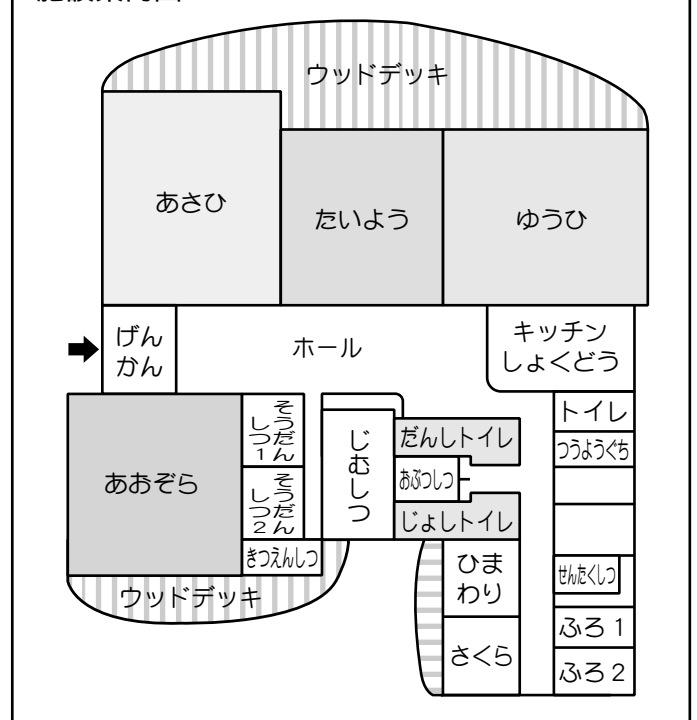 ウッドデッキ
あさひ
たいよう
ゆうひ
げん
かん
ホール
キッチン
しょくどう
あおぞら
そうだん
しつ1
そうだん
しつ2
きつえんしつ
ウッドデッキ
じむしつ
だんしトイレ
おぶつしつ
じょしトイレ
ひま
わり
さくら
トイレ
つうようぐち
せんたくしつ
ふろ1
ふろ2